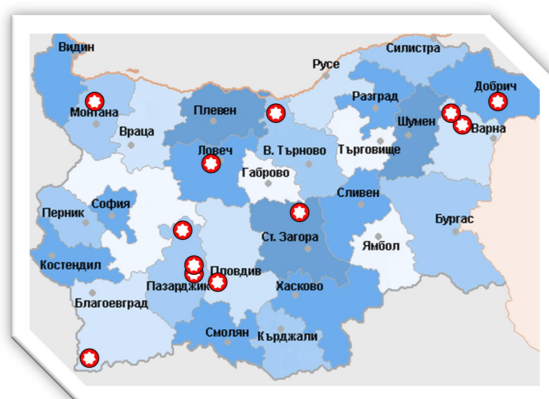 Видин
Силистра
Русе
Добрич
Разград
Монтана
Плевен
Шумен
Враца
Варна
Ловеч
В. Търново
Търговище
Габрово
Сливен
София
Перник
Бургас
Ст. Загора
Ямбол
Костендил
Пловдив
Пазарджик
Хасково
Благоевград
Смолян
Кърджали